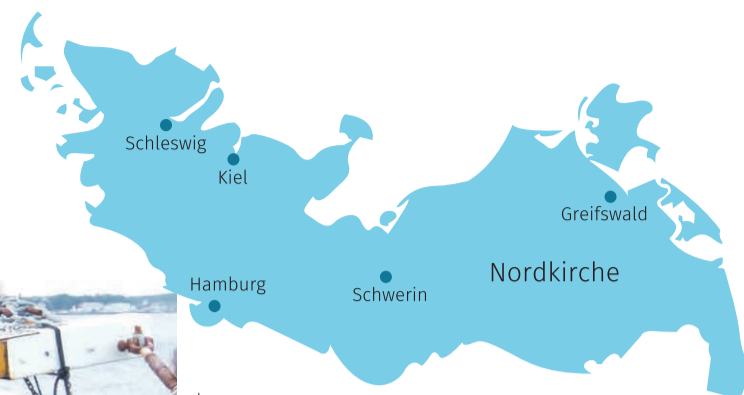 Schleswig
Kiel
Greifswald
Nordkirche
Hamburg
Schwerin